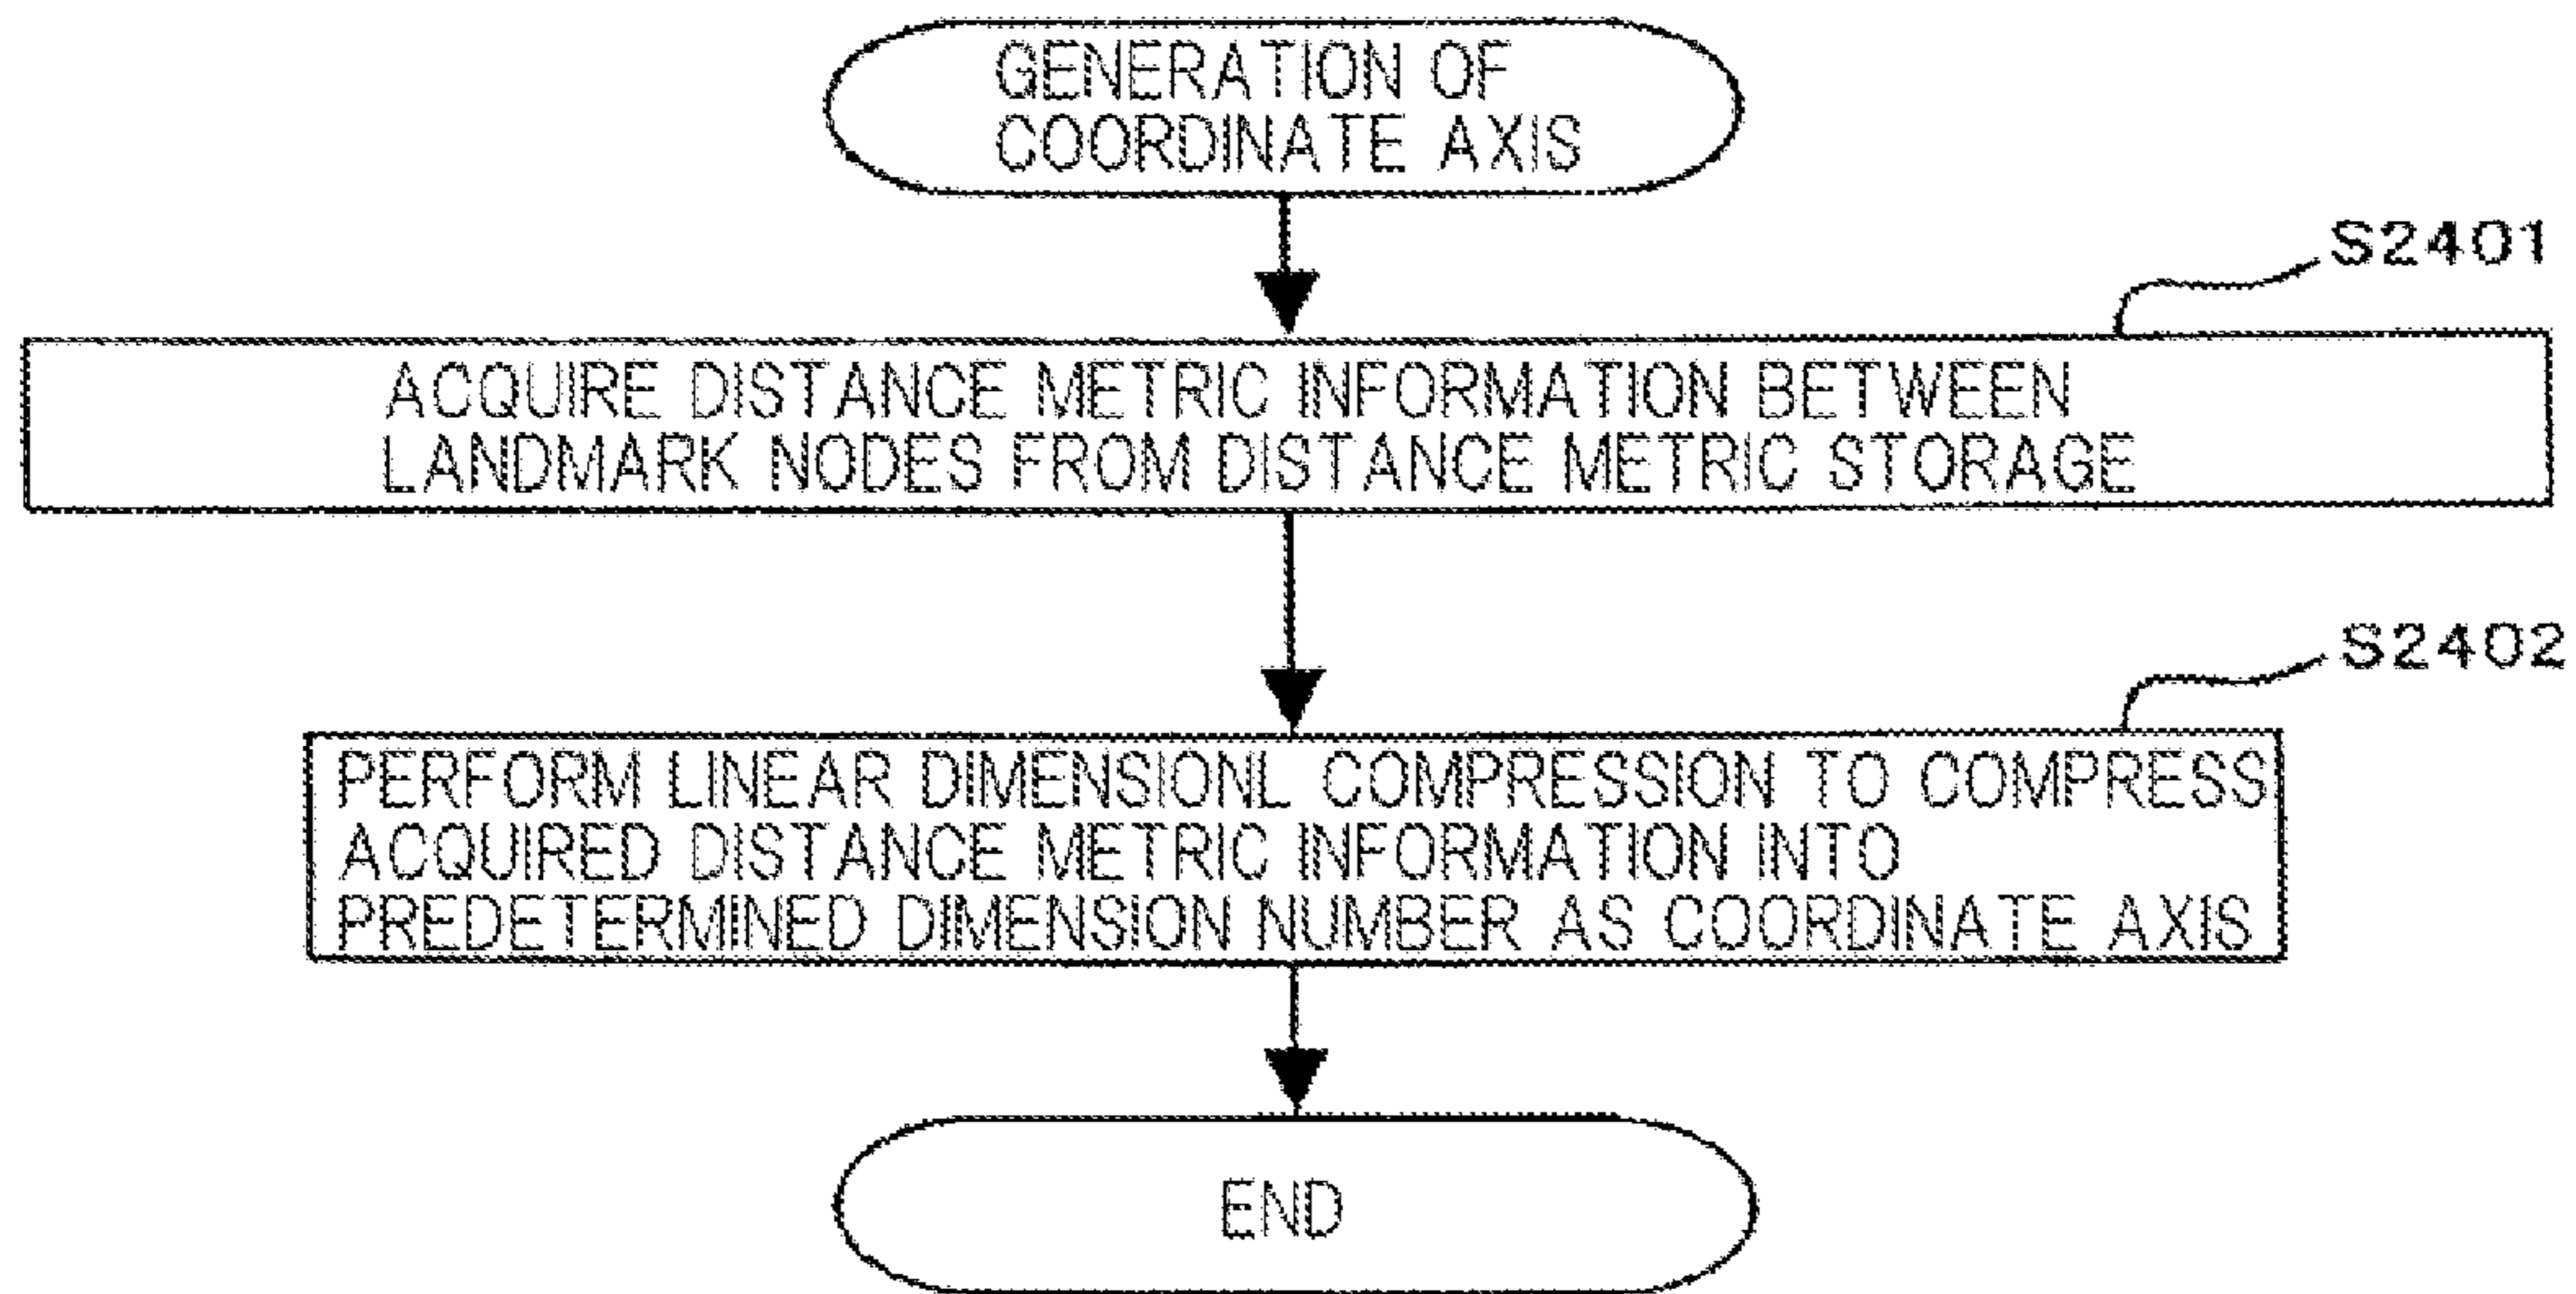 GENERATION OF
COORDINATE AXIS
S2401
ACQUIRE DISTANCE METRIC INFORMATION BETWEEN
LANDMARK NODES FROM DISTANCE METRIC STORAGE
S2402
PERFORM LINEAR DIMENSIONL COMPRESSION TO COMPRESS
ACQUIRED DISTANCE METRIC INFORMATION INTO
PREDETERMINED DIMENSION NUMBER AS COORDINATE AXIS
END